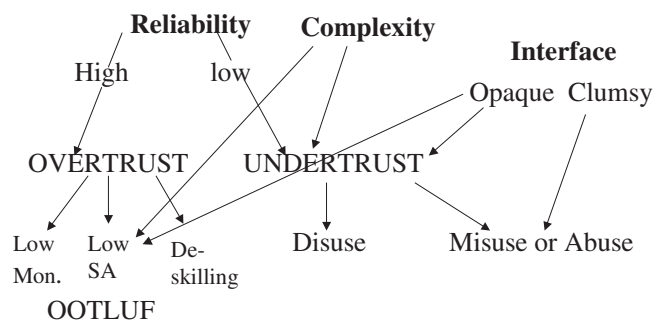 Reliability Complexity
Interface
High low
Opaque Clumsy
OVERTRUST UNDERTRUST
Low Mon.
Low SA
De-skilling
Disuse
Misuse or Abuse
OOTLUF